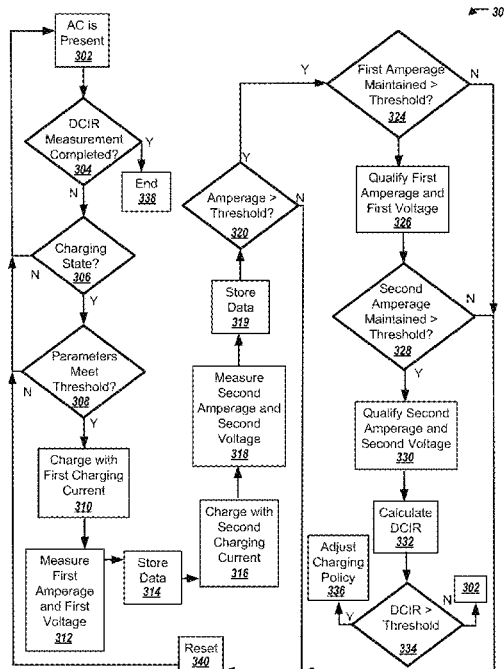 30
AC is
Present
302
DCIR
Measurement
Completed?
304
Y
N
End
338
Charging
State?
306
N
Y
Parameters
Meet
Threshold?
308
N
Y
Charge with
First Charging
Current
310
Measure First
Amperage
and First
Voltage
312
Store
Data
314
Charge with
Second
Charging
Current
316
Measure
Second
Amperage and
Second
Voltage
318
Store
Data
319
Amperage >
Threshold?
320
Y
N
Y
First Amperage
Maintained >
Threshold?
324
N
Y
Qualify First
Amperage and
First Voltage
326
Second
Amperage
Maintained >
Threshold?
328
N
Y
Qualify Second
Amperage and
Second Voltage
330
Calculate
DCIR
332
DCIR >
Threshold
334
Y
N
Adjust
Charging
Policy
336
302
Reset
340